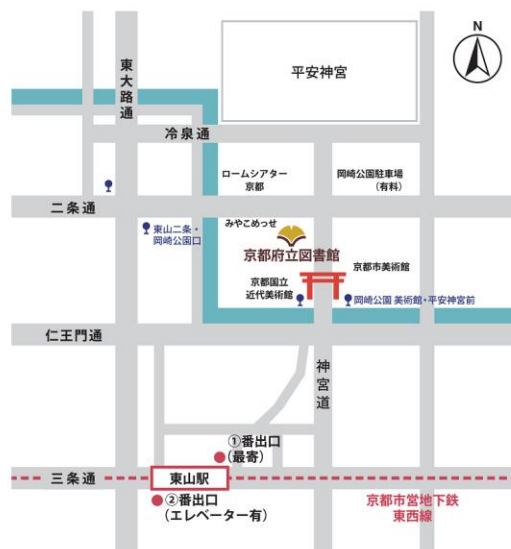 N
東大路通
平安神宮
冷泉通
ロームシアター
京都
岡崎公園駐車場
(有料)
二条通
東山二条・
岡崎公園口
みやこめっせ
京都府立図書館
京都国立
近代美術館
京都市美術館
岡崎公園 美術館・平安神宮前
仁王門通
神宮道
①番出口
(最寄)
三条通
東山駅
②番出口
(エレベーター有)
京都市営地下鉄
東西線